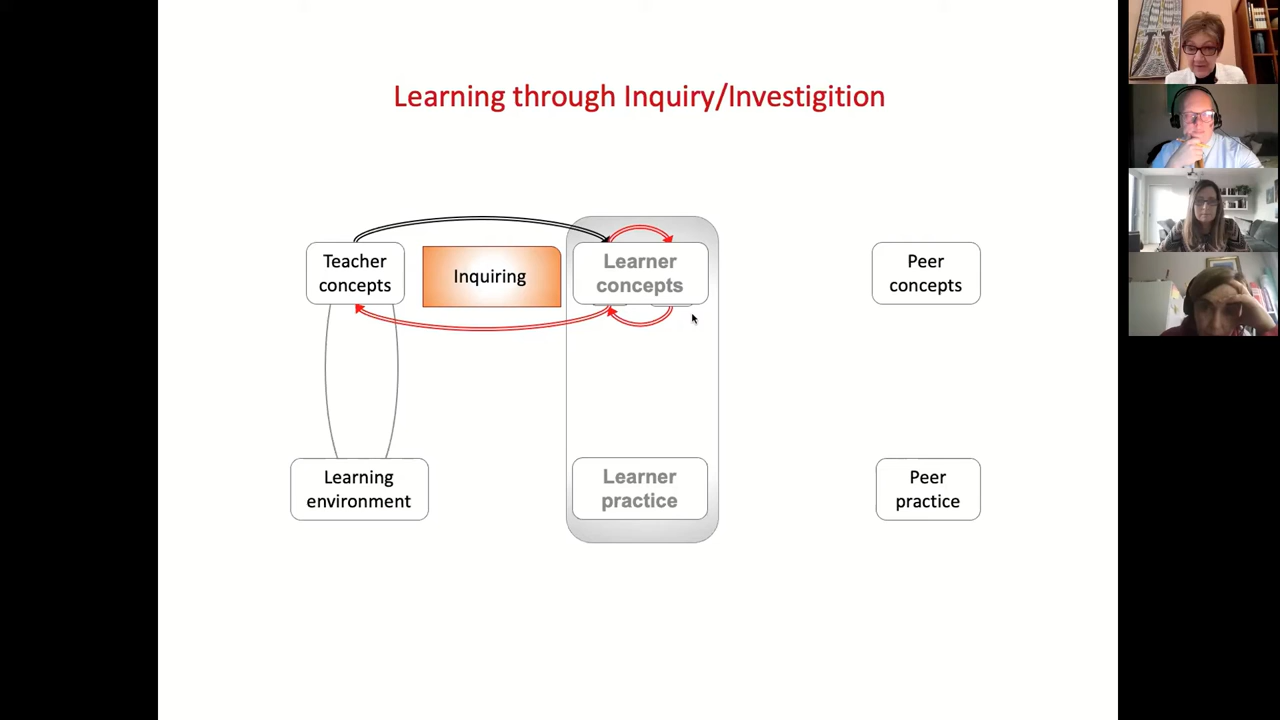 Learning through Inquiry/Investigition
Teacher
concepts
Inquiring
Learner
concepts
Peer
concepts
Learning
environment
Learner
practice
Peer
practice